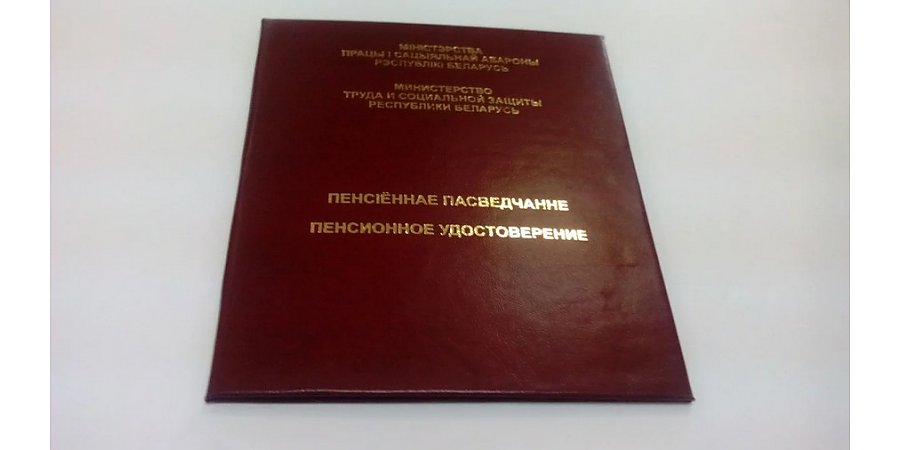 МІНІСТЭРСТВА
ПРАЦЫ І САЦЫЯЛЬНАЙ АБАРОНЫ
РЭСПУБЛІКІ БЕЛАРУСЬ
МИНИСТЕРСТВО
ТРУДА И СОЦИАЛЬНОЙ ЗАЩИТЫ
РЕСПУБЛИКИ БЕЛАРУСЬ
ПЕНСІЁННАЕ ПАСВЕДЧАННЕ
ПЕНСИОННОЕ УДОСТОВЕРЕНИЕ